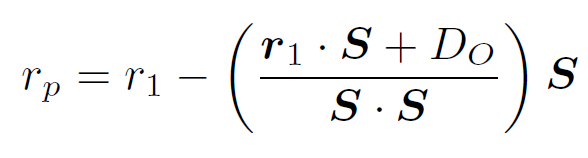 r_p = r_1 − ( (𝒓_1 · 𝑺 + D_O) / (𝑺 · 𝑺) ) 𝑺